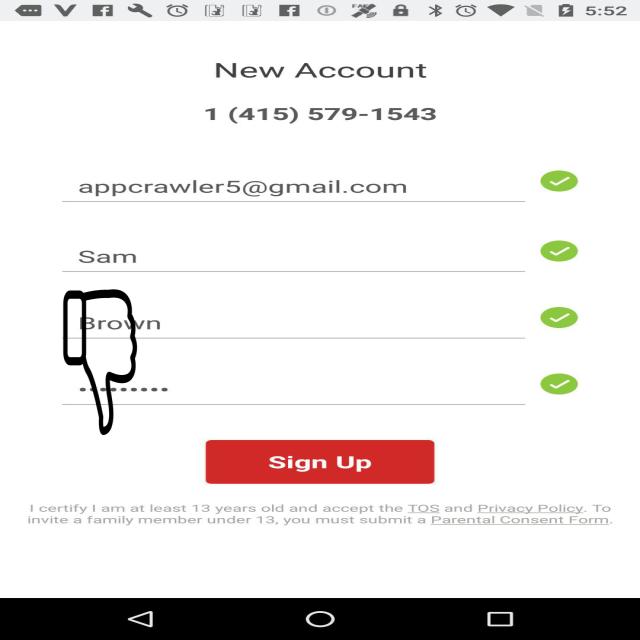 5:52
New Account
1 (415) 579-1543
appcrawler5@gmail.com
Sam
Brown
•••••••••
Sign Up
I certify I am at least 13 years old and accept the TOS and Privacy Policy. To
invite a family member under 13, you must submit a Parental Consent Form.